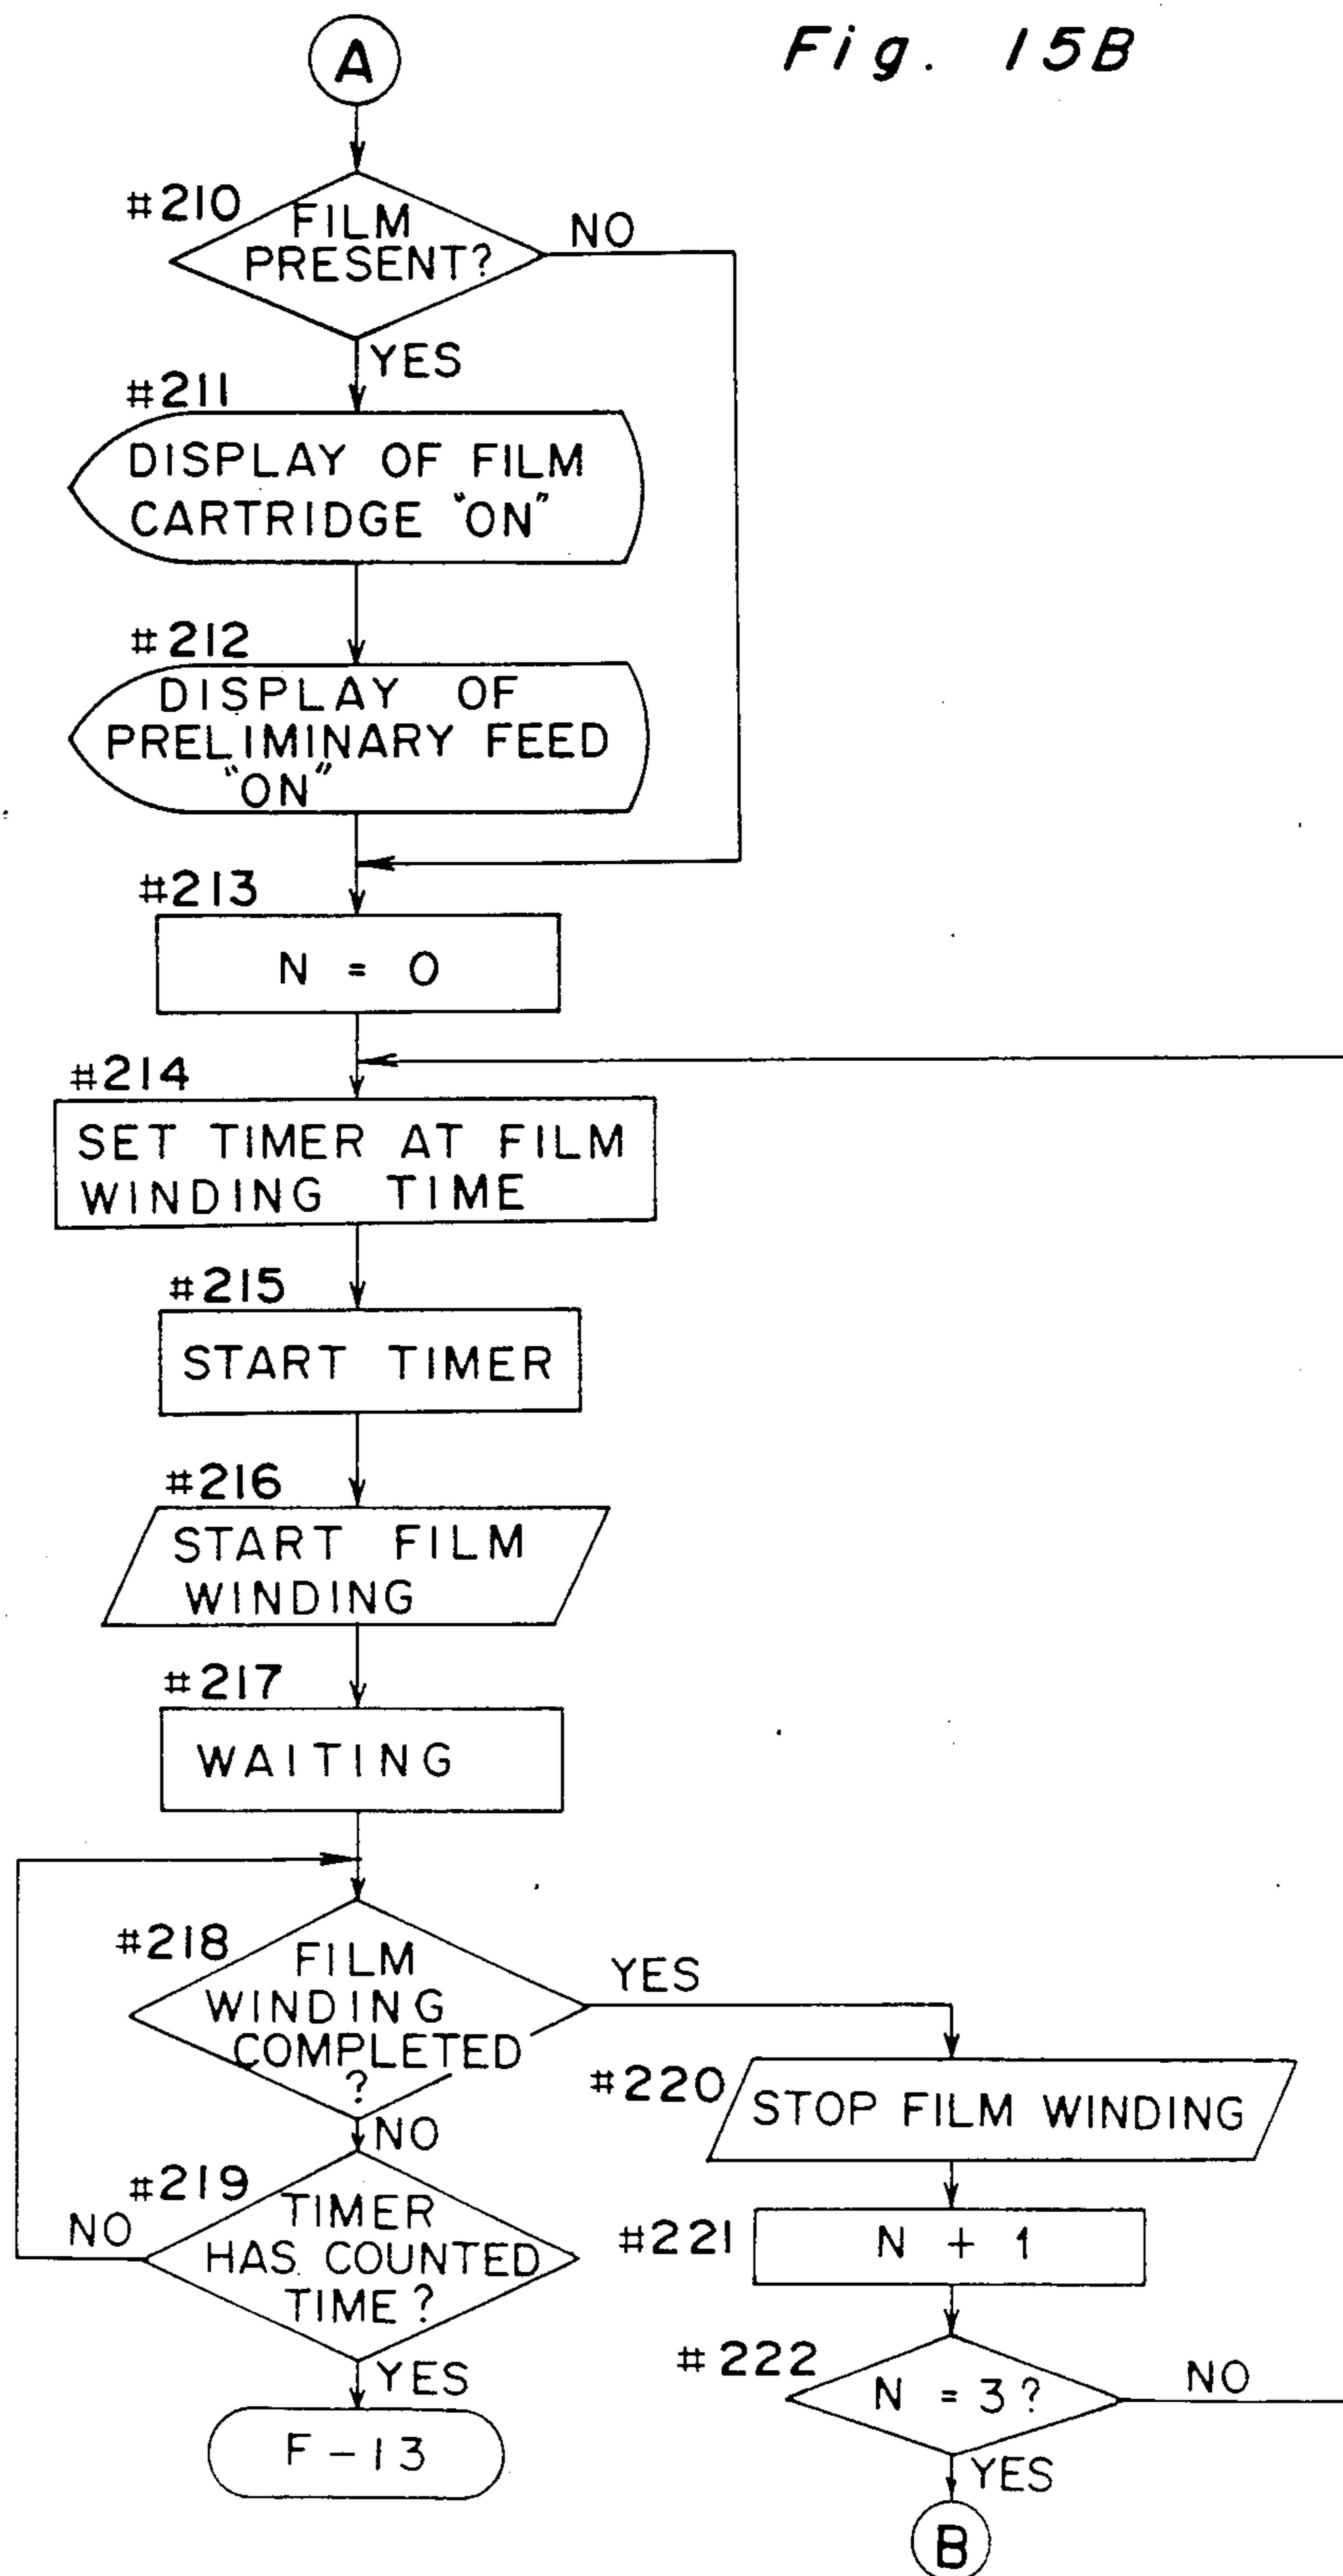 Fig. 15B
A
#210
FILM
PRESENT?
NO
YES
#211
DISPLAY OF FILM
CARTRIDGE "ON"
#212
DISPLAY OF
PRELIMINARY FEED
"ON"
#213
N = 0
#214
SET TIMER AT FILM
WINDING TIME
#215
START TIMER
#216
START FILM
WINDING
#217
WAITING
#218
FILM
WINDING
COMPLETED
?
YES
NO
#219
TIMER
HAS COUNTED
TIME?
NO
YES
F-13
#220
STOP FILM WINDING
#221
N + 1
#222
N = 3?
NO
YES
B